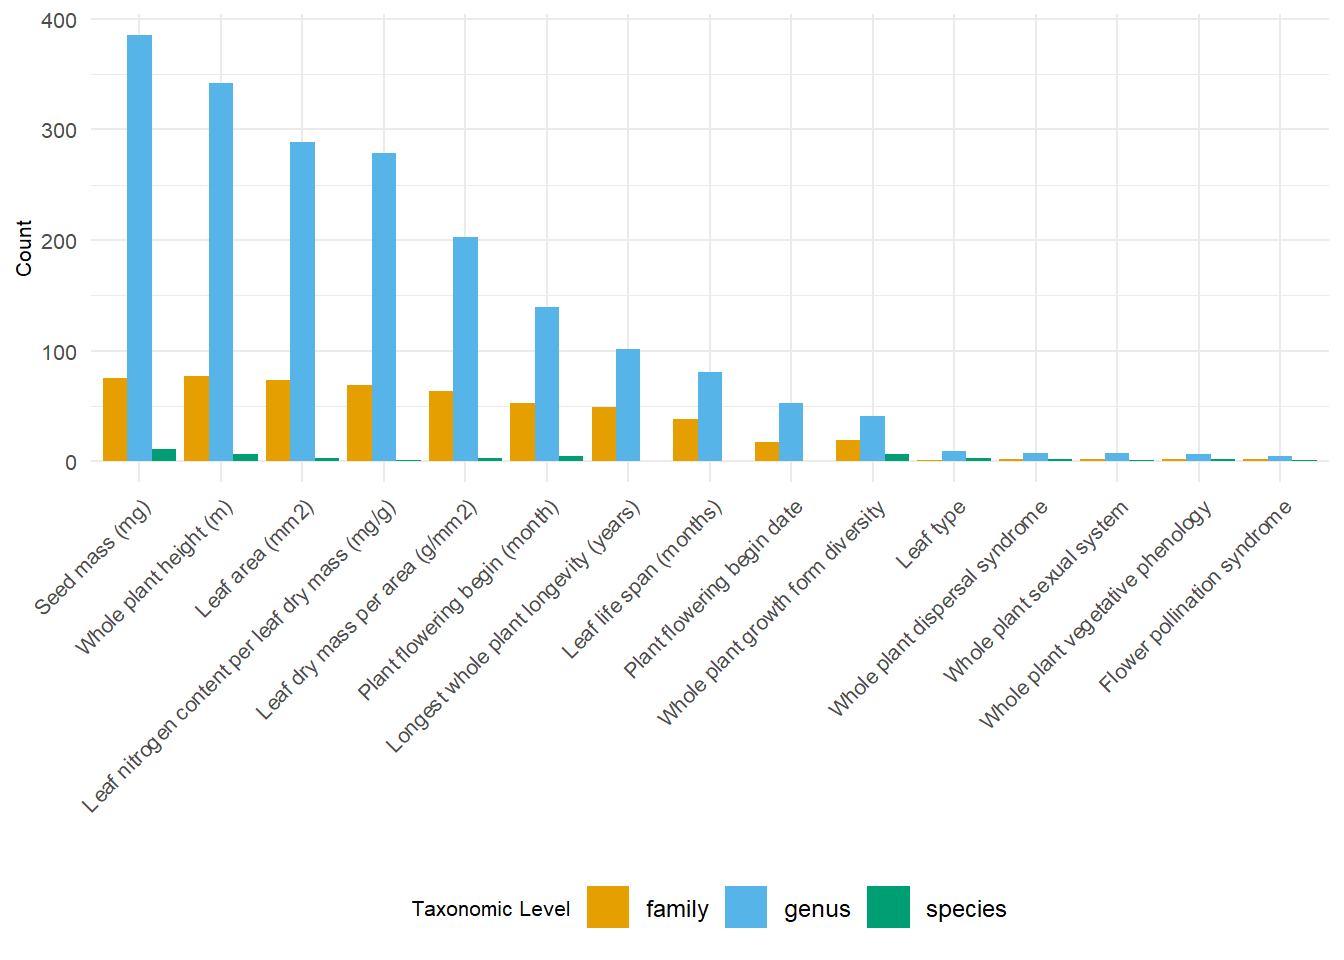 400
300
200
100
0
Count
Seed mass (mg)
Whole plant height (m)
Leaf area (mm2)
Leaf nitrogen content per leaf dry mass (mg/g)
Leaf dry mass per area (g/mm2)
Plant flowering begin (month)
Longest whole plant longevity (years)
Leaf life span (months)
Plant flowering begin date
Whole plant growth form diversity
Leaf type
Whole plant dispersal syndrome
Whole plant sexual system
Whole plant vegetative phenology
Flower pollination syndrome
Taxonomic Level family genus species